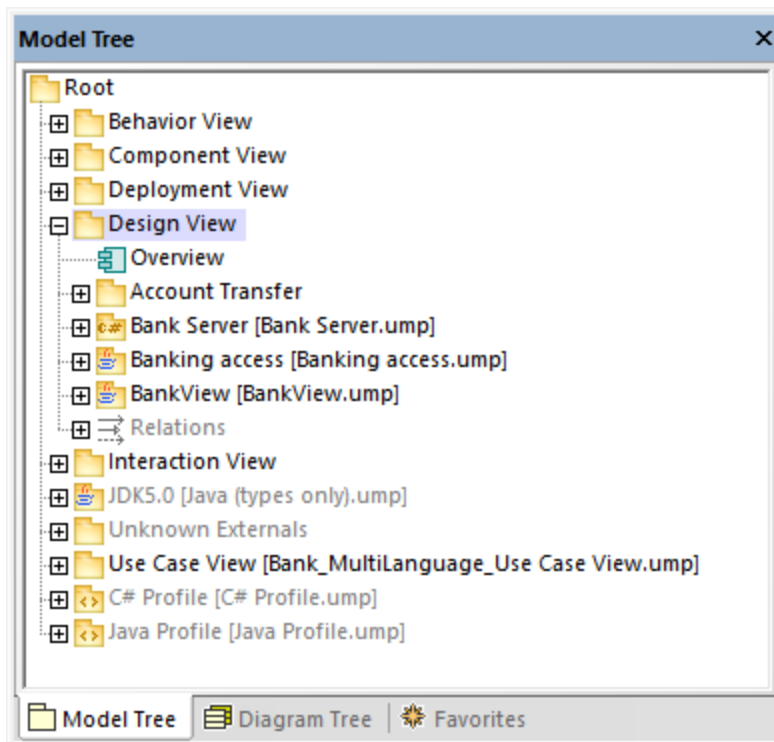 Model Tree
Root
Behavior View
Component View
Deployment View
Design View
Overview
Account Transfer
Bank Server [Bank Server.ump]
Banking access [Banking access.ump]
BankView [BankView.ump]
Relations
Interaction View
JDK5.0 [Java (types only).ump]
Unknown Externals
Use Case View [Bank_MultiLanguage_Use Case View.ump]
C# Profile [C# Profile.ump]
Java Profile [Java Profile.ump]
Model Tree Diagram Tree Favorites